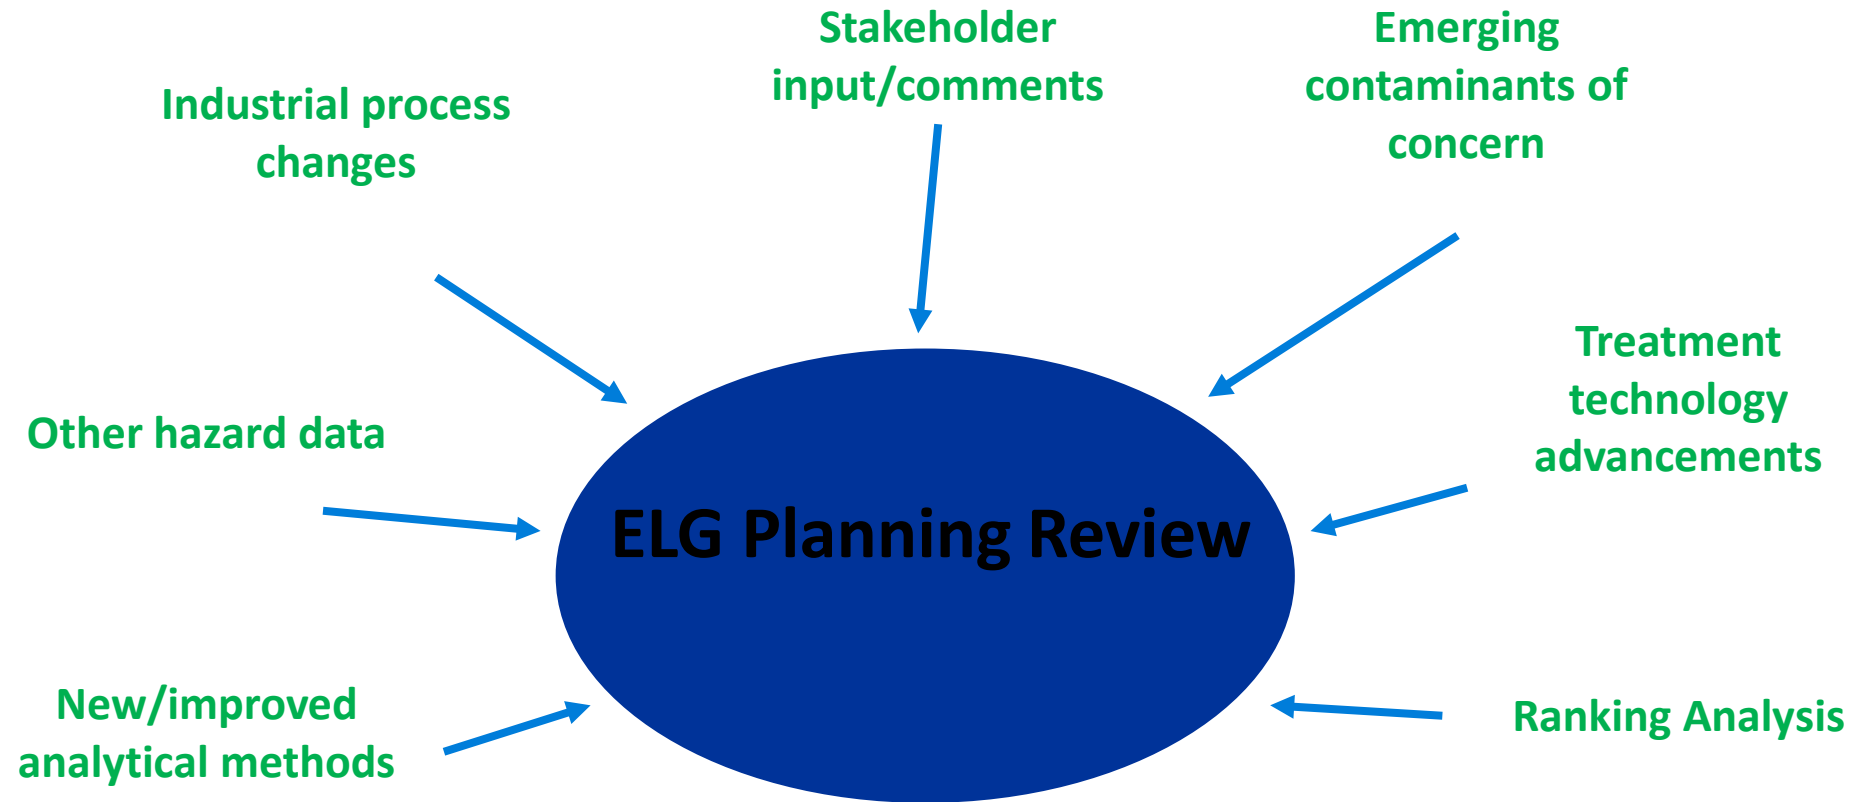 Stakeholder
input/comments
Emerging
contaminants of
concern
Industrial process
changes
Treatment
technology
advancements
Other hazard data
ELG Planning Review
New/improved
analytical methods
Ranking Analysis